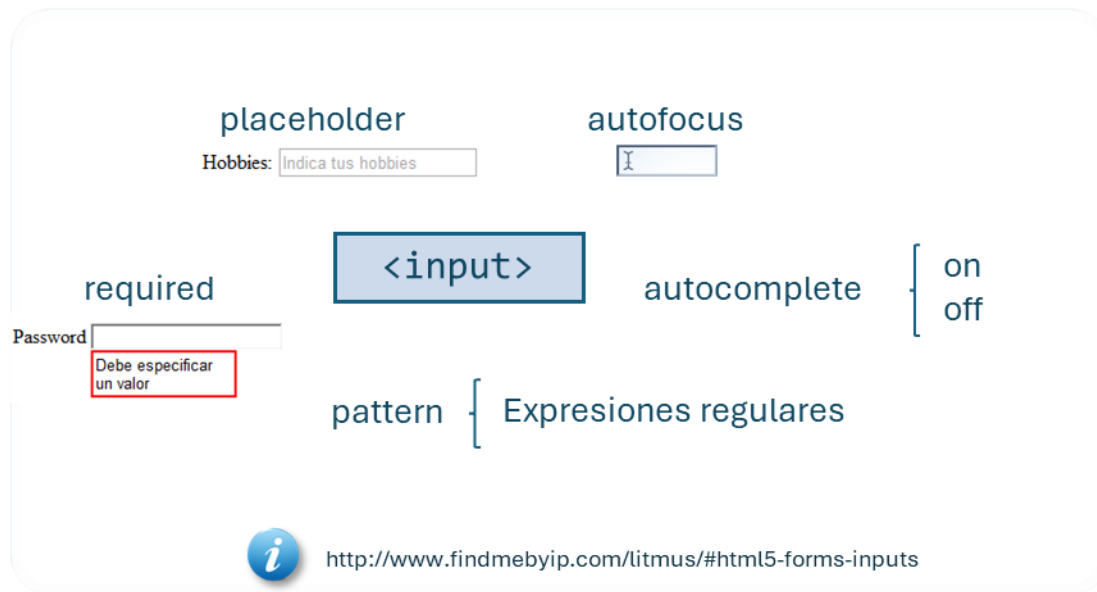 placeholder
autofocus
Hobbies: Indica tus hobbies
<input>
required
autocomplete
on
off
Password
Debe especificar
un valor
pattern
Expresiones regulares
i
http://www.findmebyip.com/litmus/#html5-forms-inputs